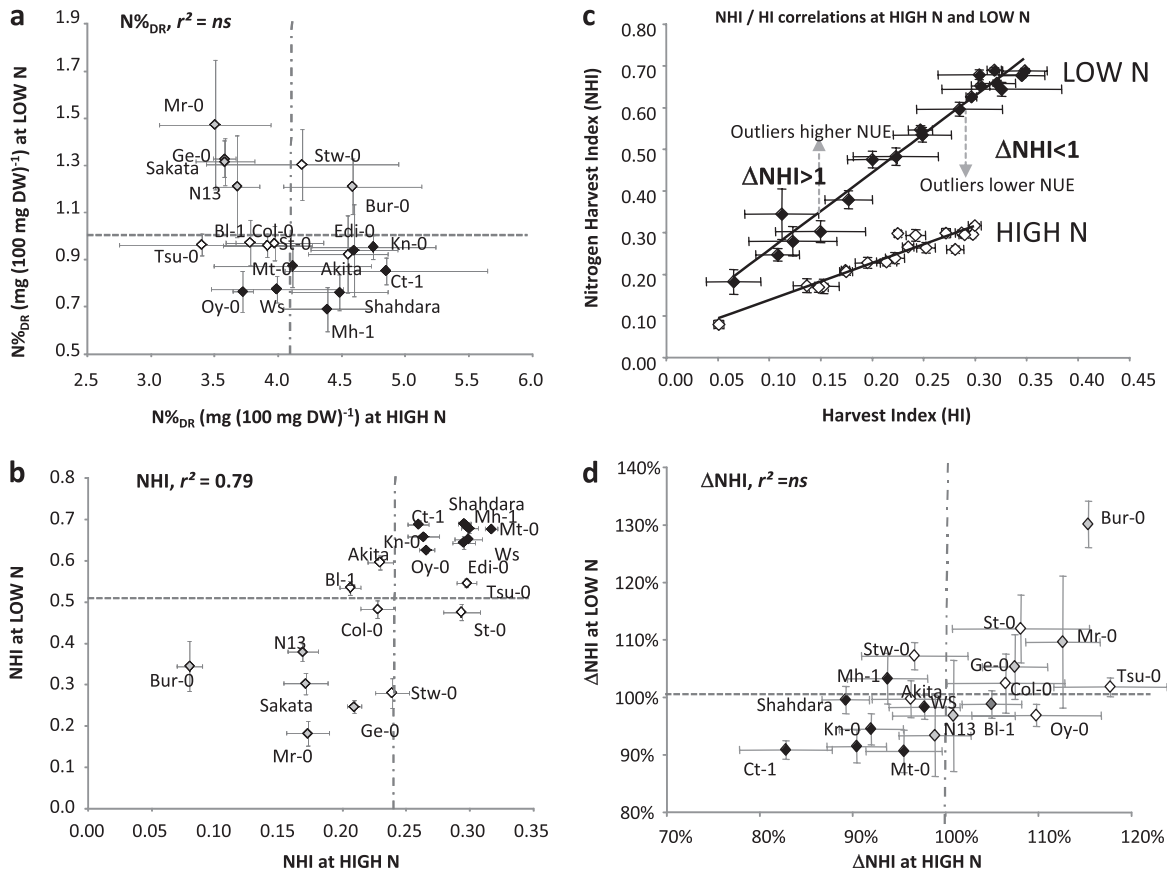 a
N%DR, r² = ns
N%DR (mg (100 mg DW)-1) at LOW N
1.9
1.7
1.5
1.3
1.1
0.9
0.7
0.5
Mr-0
Ge-0
Sakata
N13
Stw-0
Bur-0
Bl-1
Col-0
St-0
Edi-0
Kn-0
Tsu-0
Mt-0
Akita
Ct-1
Oy-0
Ws
Shahdara
Mh-1
2.5 3.0 3.5 4.0 4.5 5.0 5.5 6.0
N%DR (mg (100 mg DW)-1) at HIGH N
c
NHI / HI correlations at HIGH N and LOW N
Nitrogen Harvest Index (NHI)
0.80
0.70
0.60
0.50
0.40
0.30
0.20
0.10
0.00
LOW N
Outliers higher NUE
ΔNHI>1
ΔNHI<1
Outliers lower NUE
HIGH N
0.00 0.05 0.10 0.15 0.20 0.25 0.30 0.35 0.40 0.45
Harvest Index (HI)
b
NHI, r² = 0.79
NHI at LOW N
0.8
0.7
0.6
0.5
0.4
0.3
0.2
0.1
0.0
Shahdara
Ct-1
Mh-1
Mt-0
Kn-0
Ws
Akita
Oy-0
Edi-0
Bl-1
Tsu-0
Col-0
St-0
N13
Bur-0
Sakata
Stw-0
Ge-0
Mr-0
0.00 0.05 0.10 0.15 0.20 0.25 0.30 0.35
NHI at HIGH N
d
ΔNHI, r² =ns
ΔNHI at LOW N
140%
130%
120%
110%
100%
90%
80%
Bur-0
St-0
Mr-0
Stw-0
Ge-0
Mh-1
Tsu-0
Akita
Col-0
Shahdara
WS
Kn-0
N13
Bl-1
Oy-0
Ct-1
Mt-0
70% 80% 90% 100% 110% 120%
ΔNHI at HIGH N